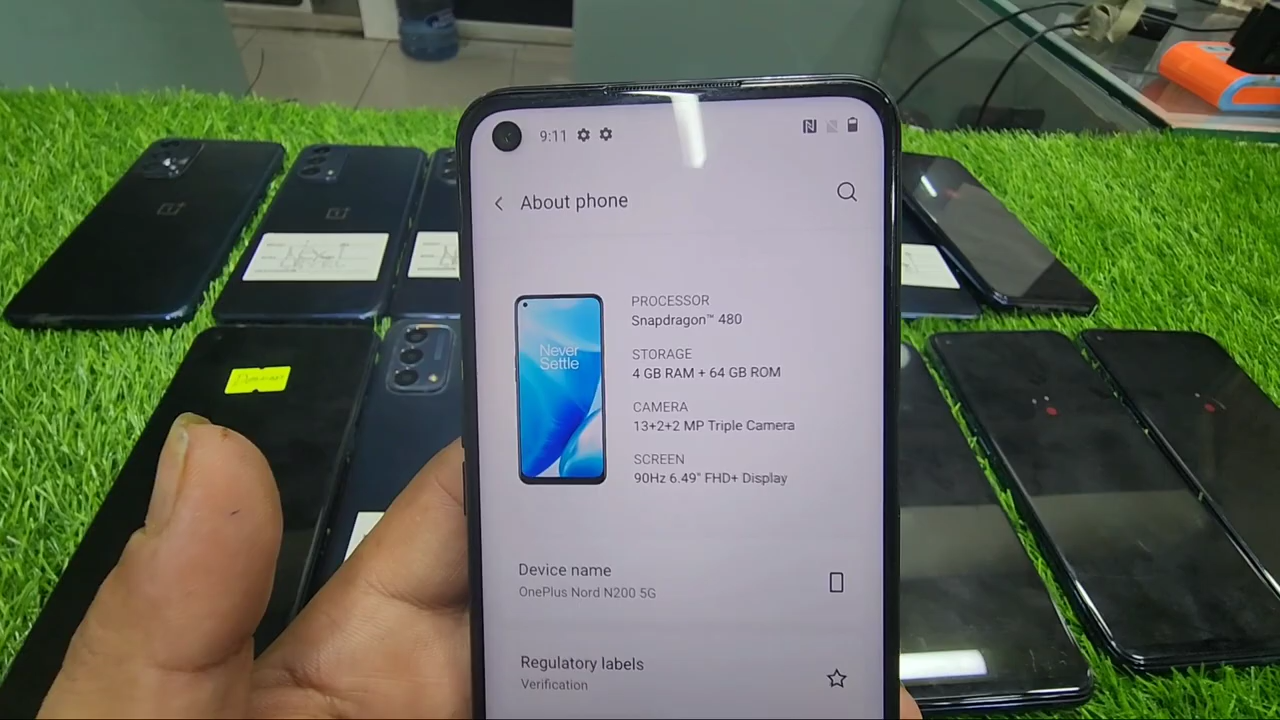 9:11
About phone
Never
Settle
PROCESSOR
Snapdragon™ 480
STORAGE
4 GB RAM + 64 GB ROM
CAMERA
13+2+2 MP Triple Camera
SCREEN
90Hz 6.49" FHD+ Display
Device name
OnePlus Nord N200 5G
Regulatory labels
Verification